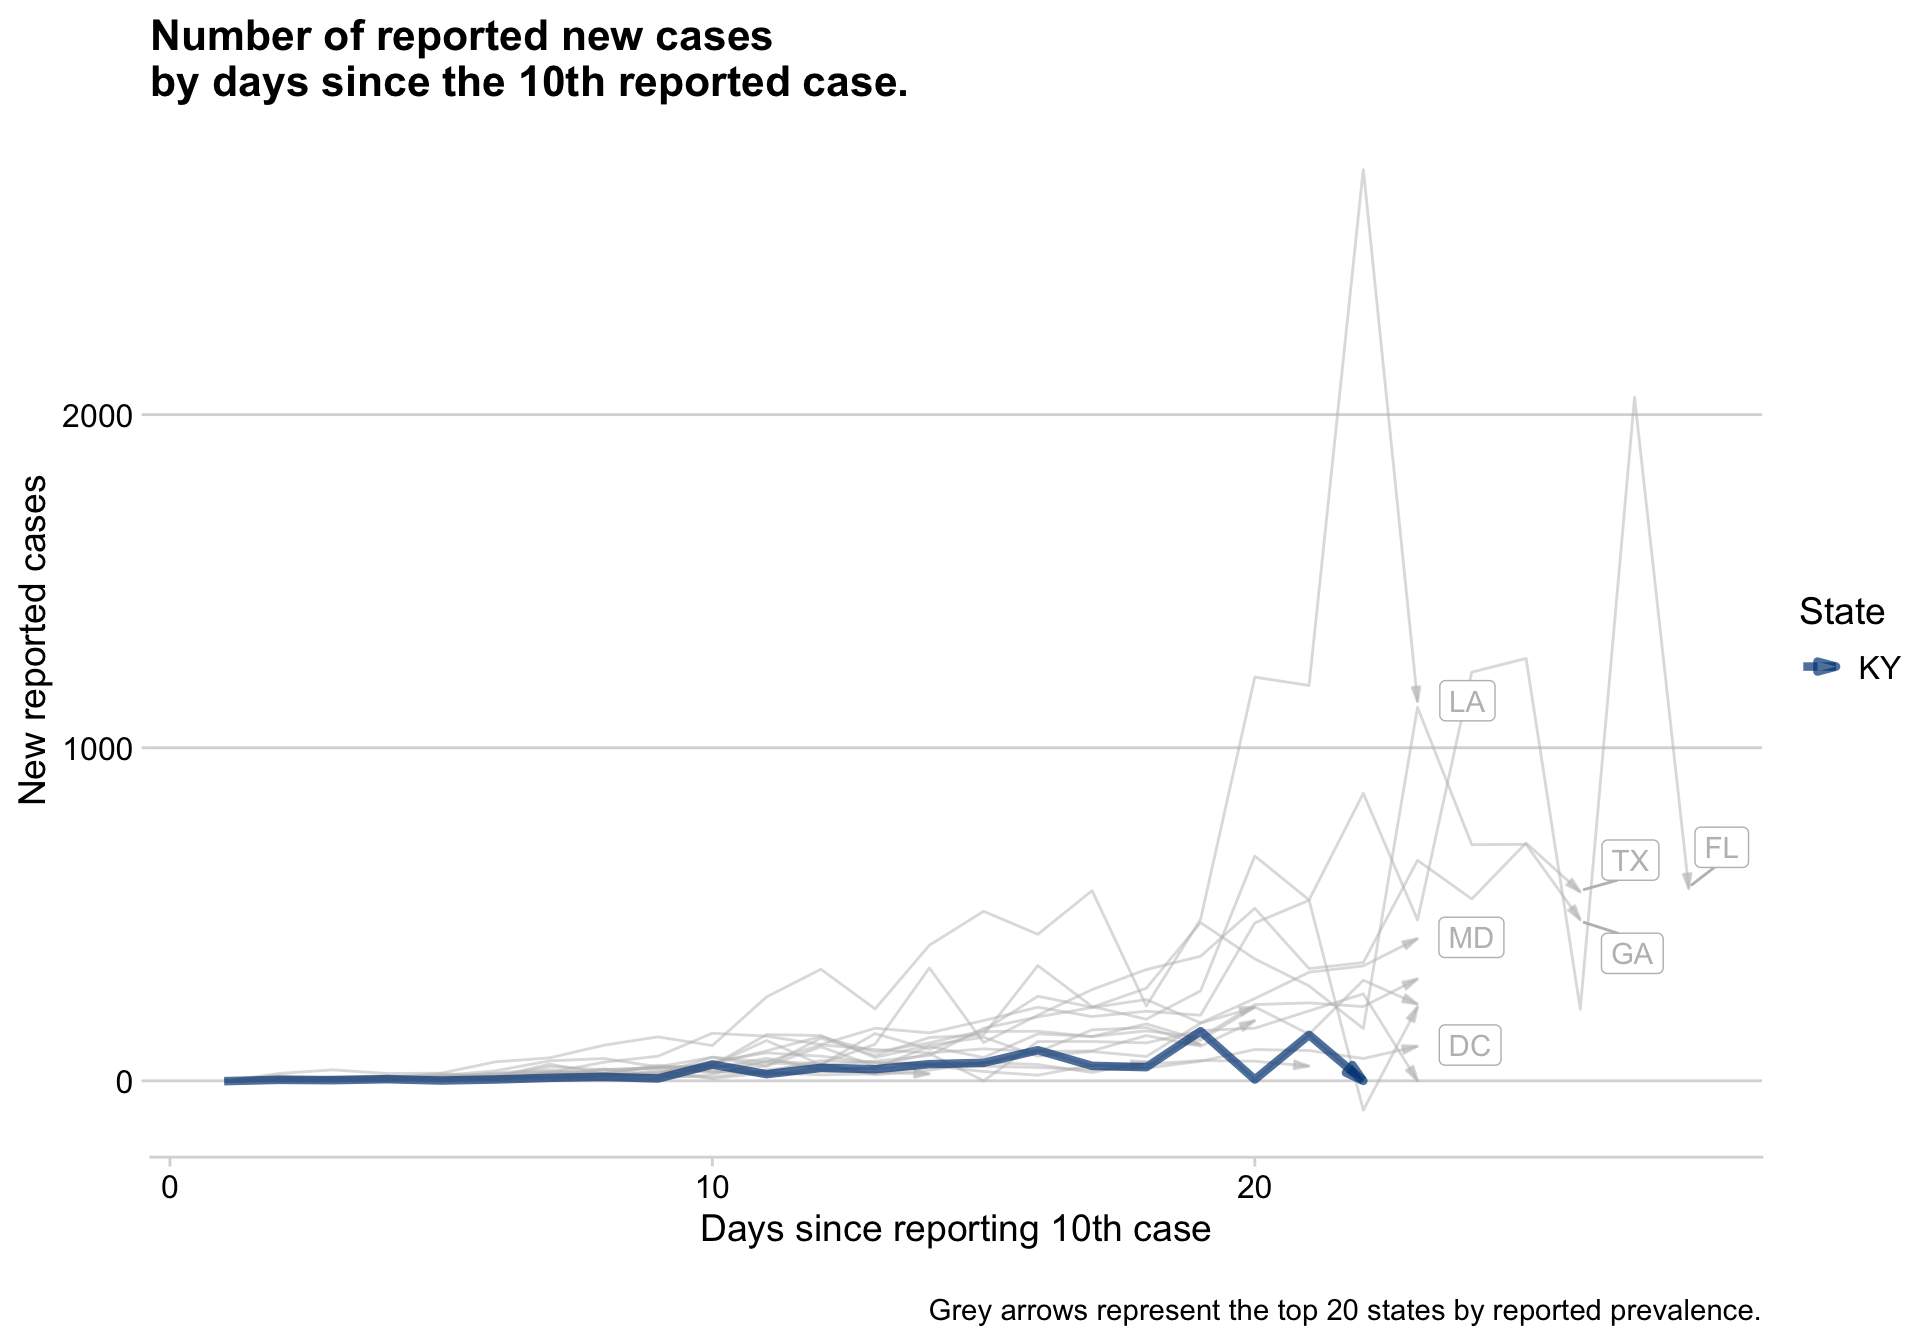 Number of reported new cases
by days since the 10th reported case.
New reported cases
2000
1000
0
LA
TX
FL
MD
GA
DC
State
KY
0
10
20
Days since reporting 10th case
Grey arrows represent the top 20 states by reported prevalence.